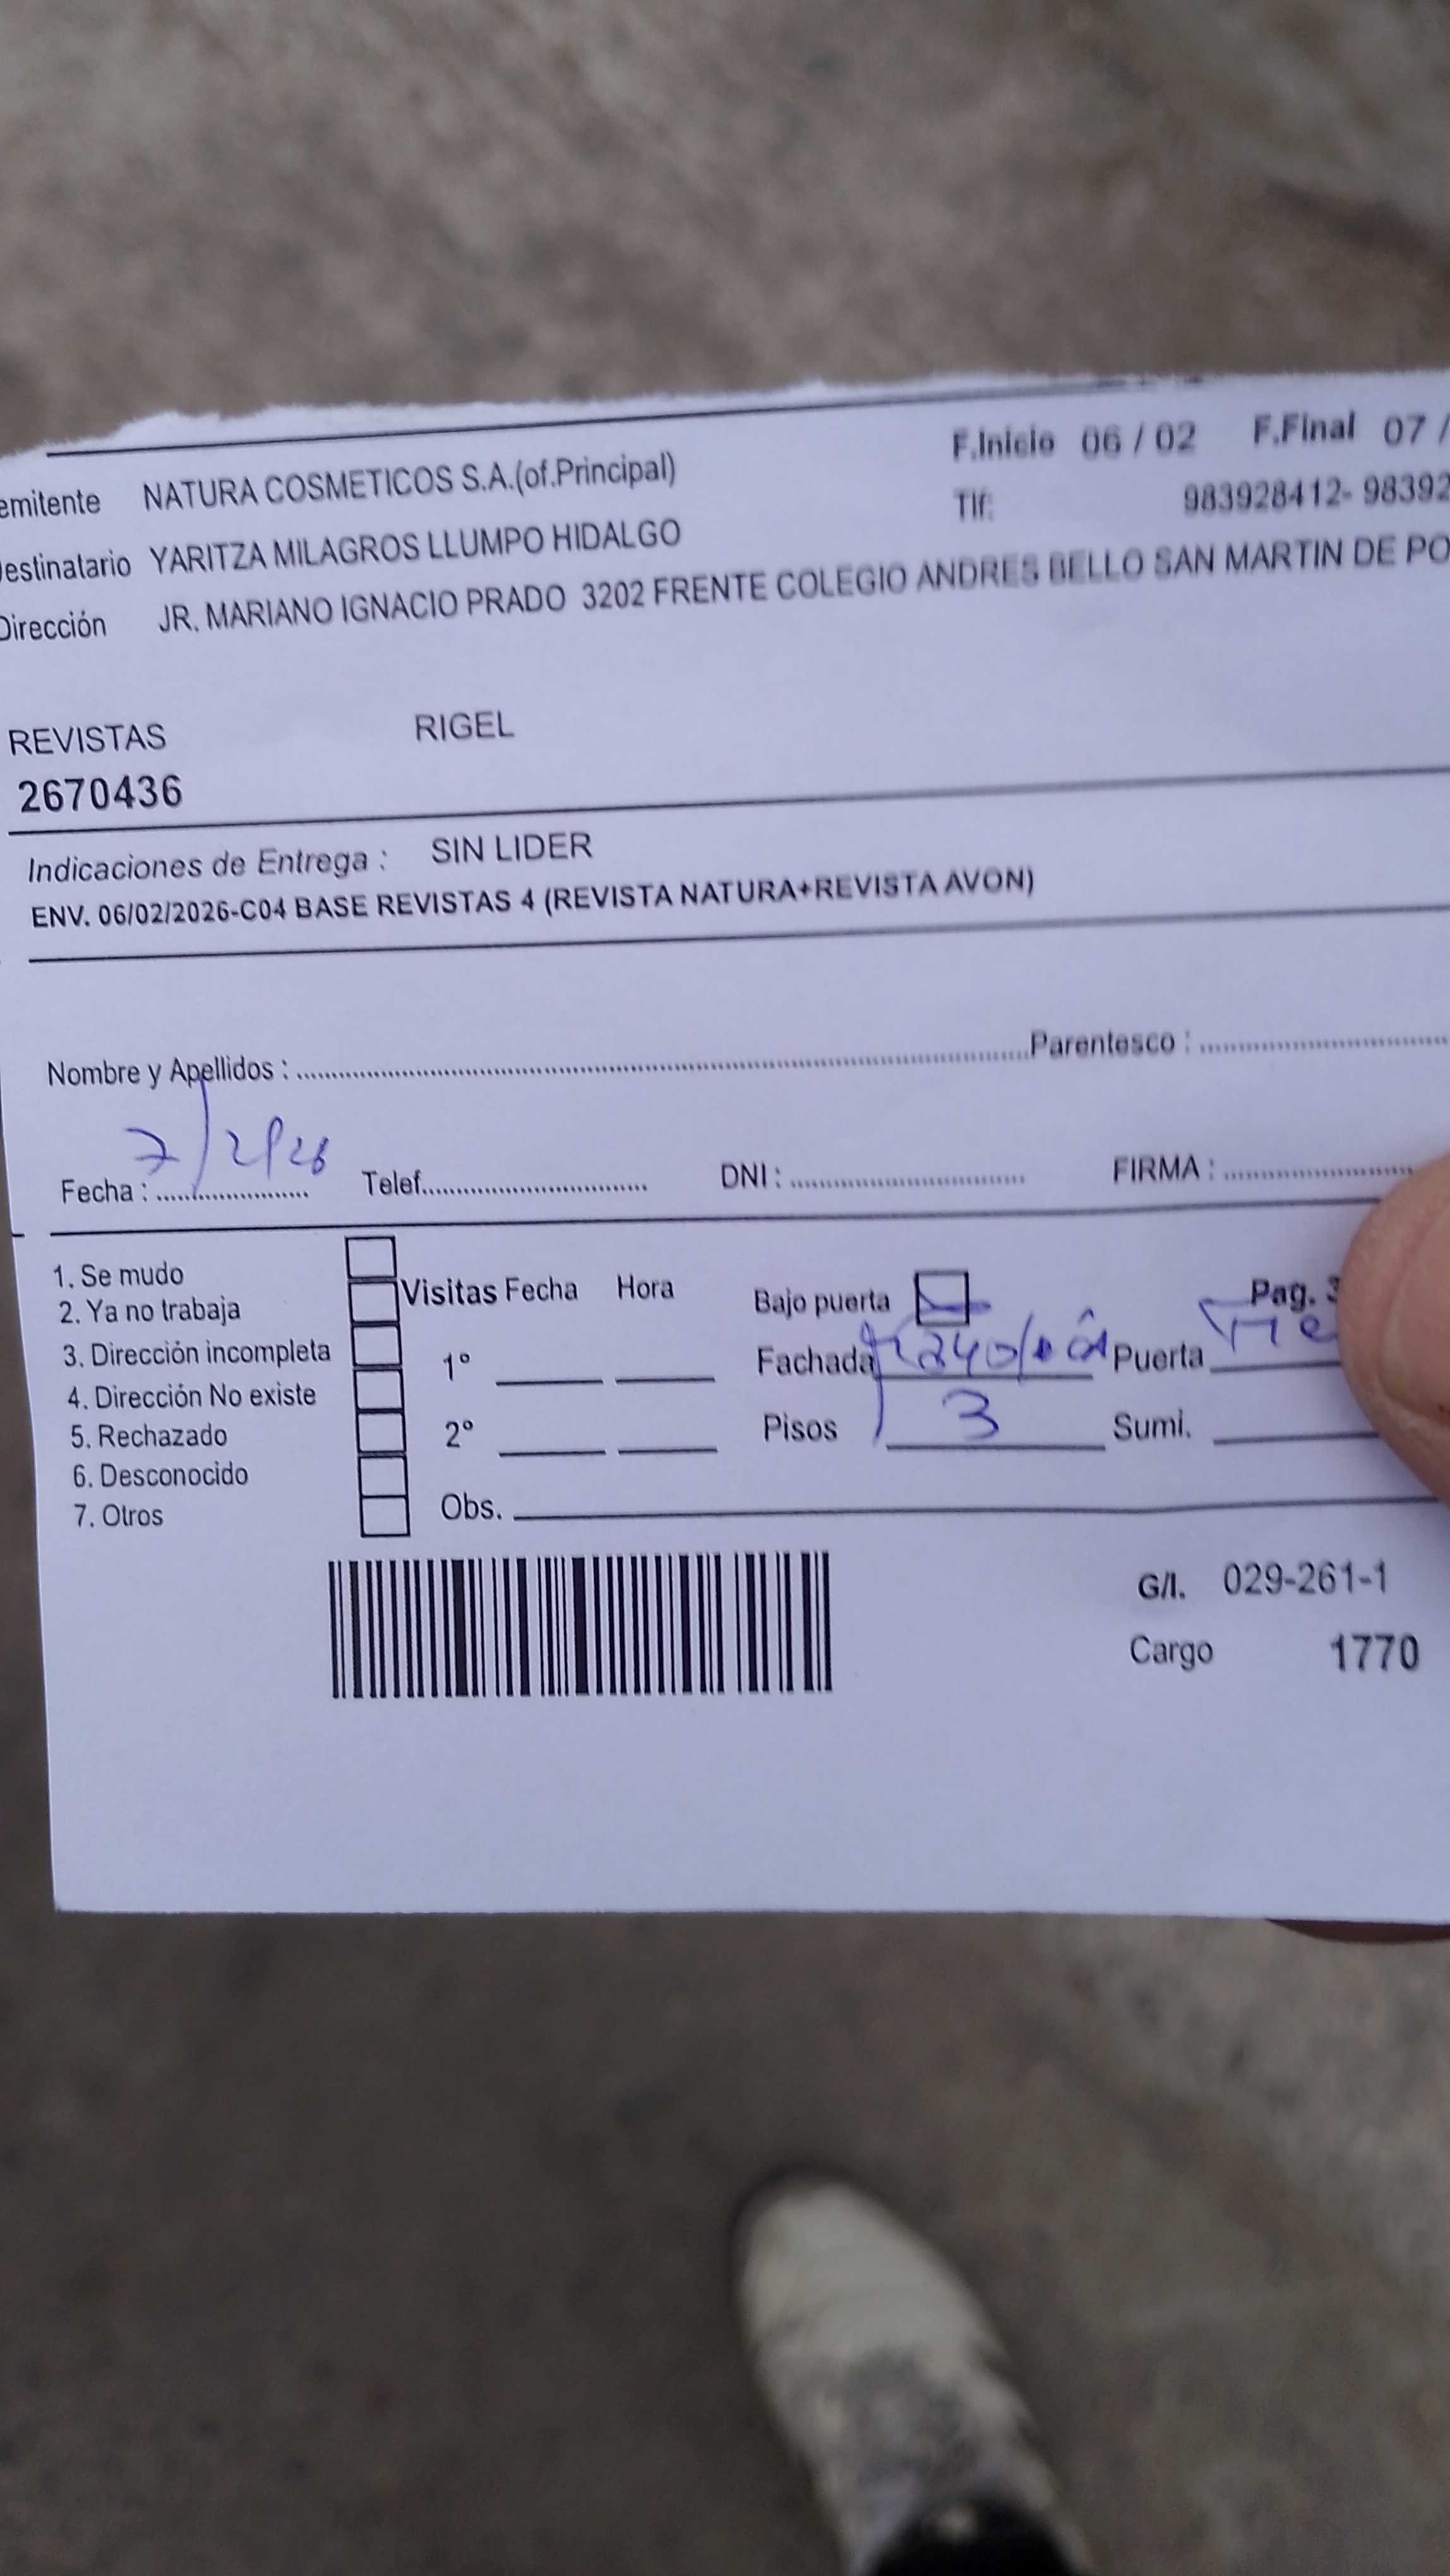 emitente NATURA COSMETICOS S.A.(of.Principal) F.Inicio 06 / 02 F.Final 07 /
Tlf: 983928412- 98392
estinatario YARITZA MILAGROS LLUMPO HIDALGO
Dirección JR. MARIANO IGNACIO PRADO 3202 FRENTE COLEGIO ANDRES BELLO SAN MARTIN DE PO
REVISTAS RIGEL
2670436
Indicaciones de Entrega : SIN LIDER
ENV. 06/02/2026-C04 BASE REVISTAS 4 (REVISTA NATURA+REVISTA AVON)
Nombre y Apellidos : Parentesco :
Fecha : 7/2/26 Telef. DNI : FIRMA :
1. Se mudo
2. Ya no trabaja
3. Dirección incompleta
4. Dirección No existe
5. Rechazado
6. Desconocido
7. Otros
Visitas Fecha Hora
1°
2°
Obs.
Bajo puerta Pag. 3
Fachada Puerta
Pisos 3 Sumi.
G/I. 029-261-1
Cargo 1770